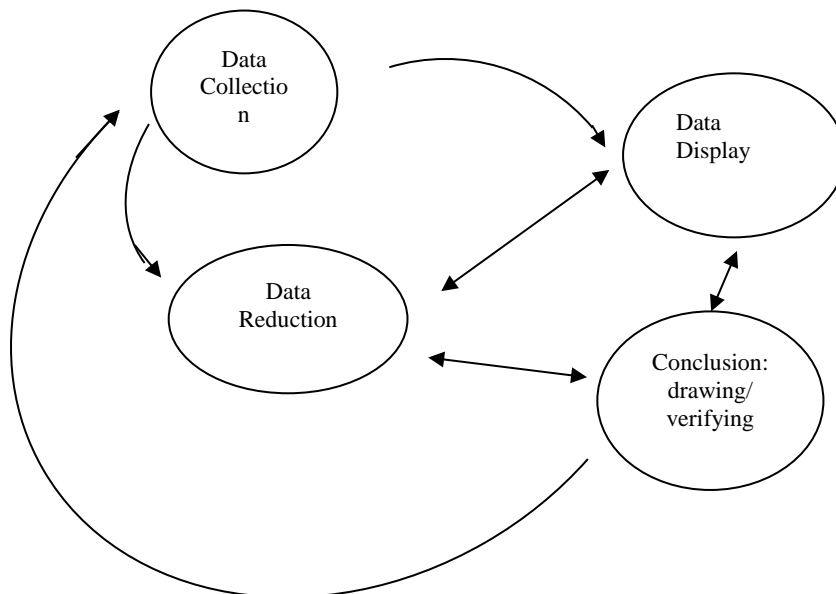 Data
Collectio
n
Data
Display
Data
Reduction
Conclusion:
drawing/
verifying